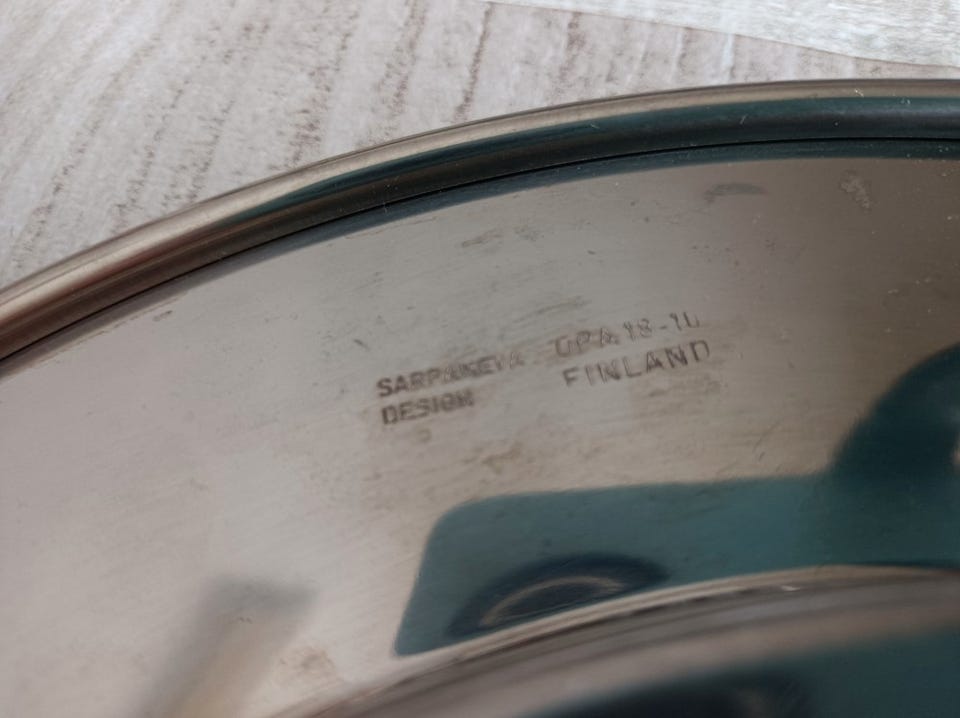 SARPANEVA OPA 18-10
DESIGN FINLAND